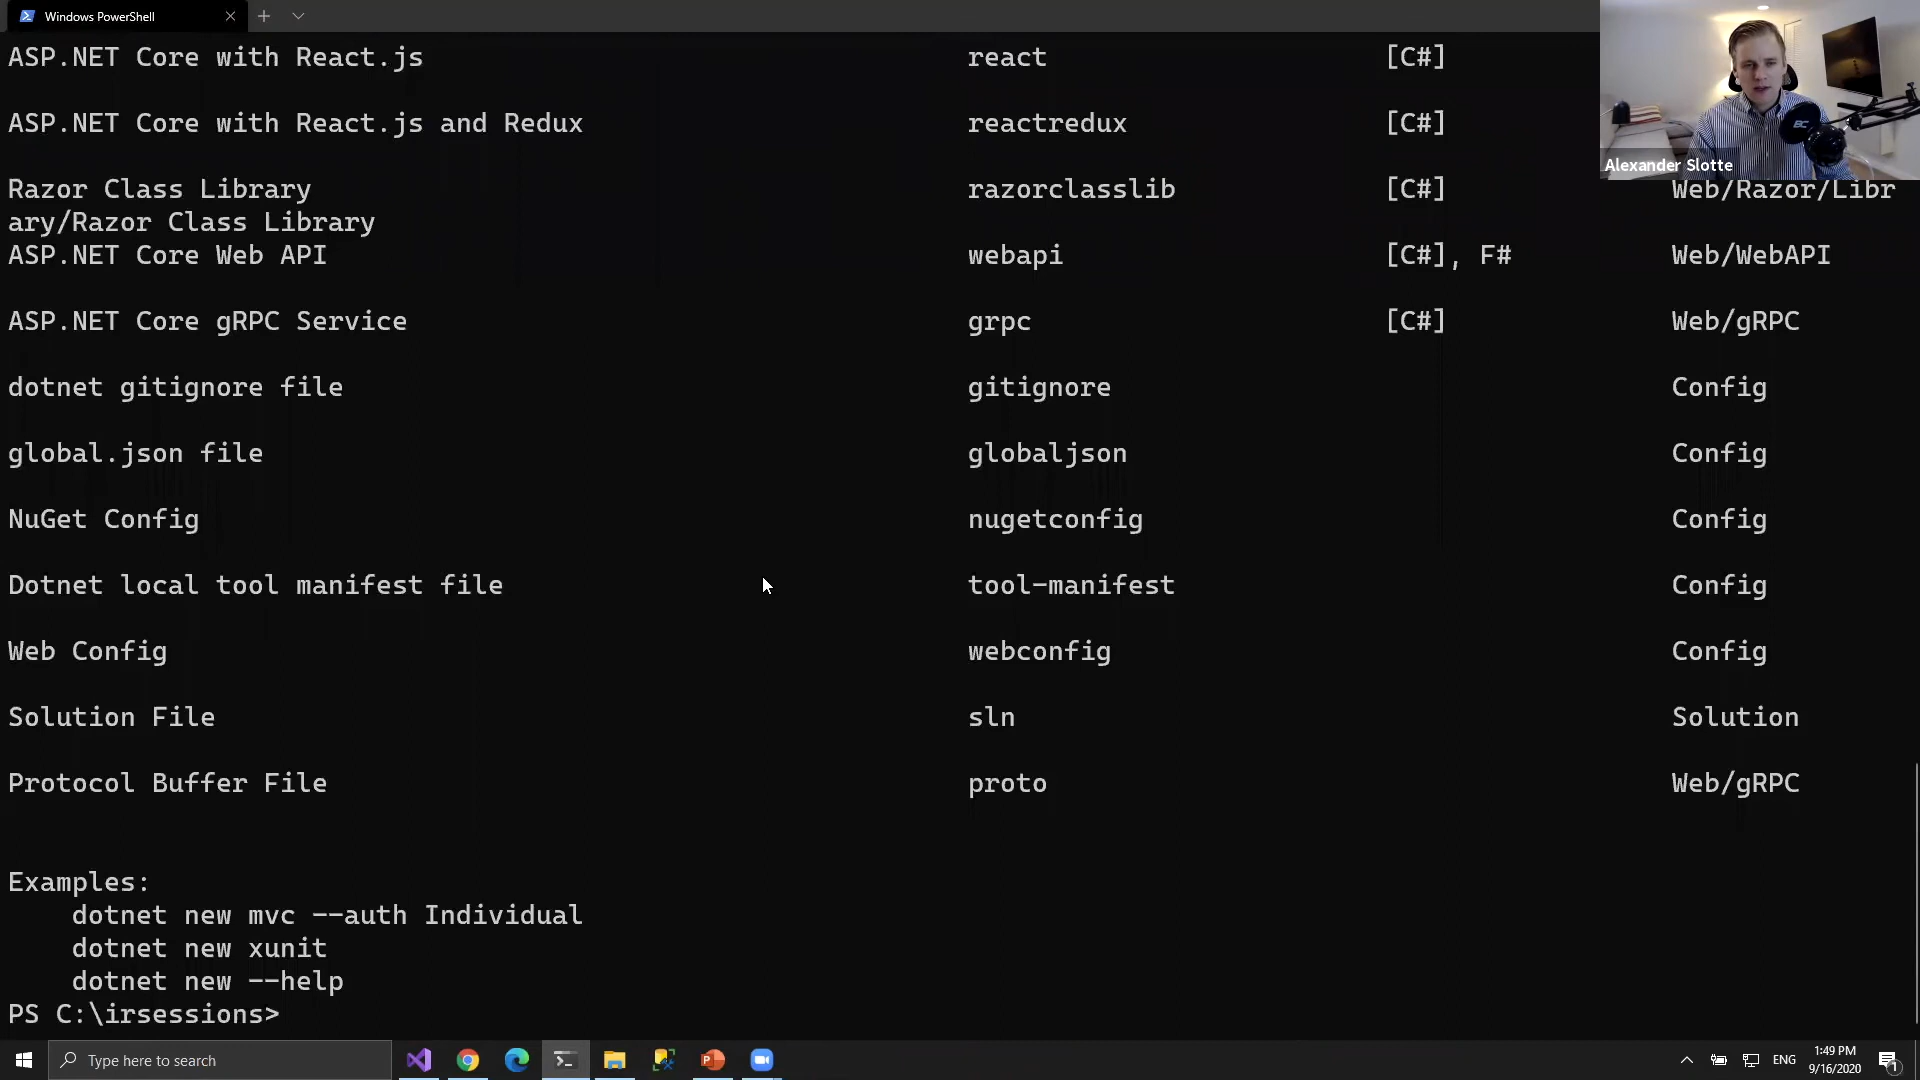 Windows PowerShell
ASP.NET Core with React.js react [C#]
ASP.NET Core with React.js and Redux reactredux [C#]
Alexander Slotte
Razor Class Library razorclasslib [C#] Web/Razor/Libr
ary/Razor Class Library
ASP.NET Core Web API webapi [C#], F# Web/WebAPI
ASP.NET Core gRPC Service grpc [C#] Web/gRPC
dotnet gitignore file gitignore Config
global.json file globaljson Config
NuGet Config nugetconfig Config
Dotnet local tool manifest file tool-manifest Config
Web Config webconfig Config
Solution File sln Solution
Protocol Buffer File proto Web/gRPC
Examples:
dotnet new mvc --auth Individual
dotnet new xunit
dotnet new --help
PS C:\irsessions>
Type here to search
ENG
1:49 PM
9/16/2020